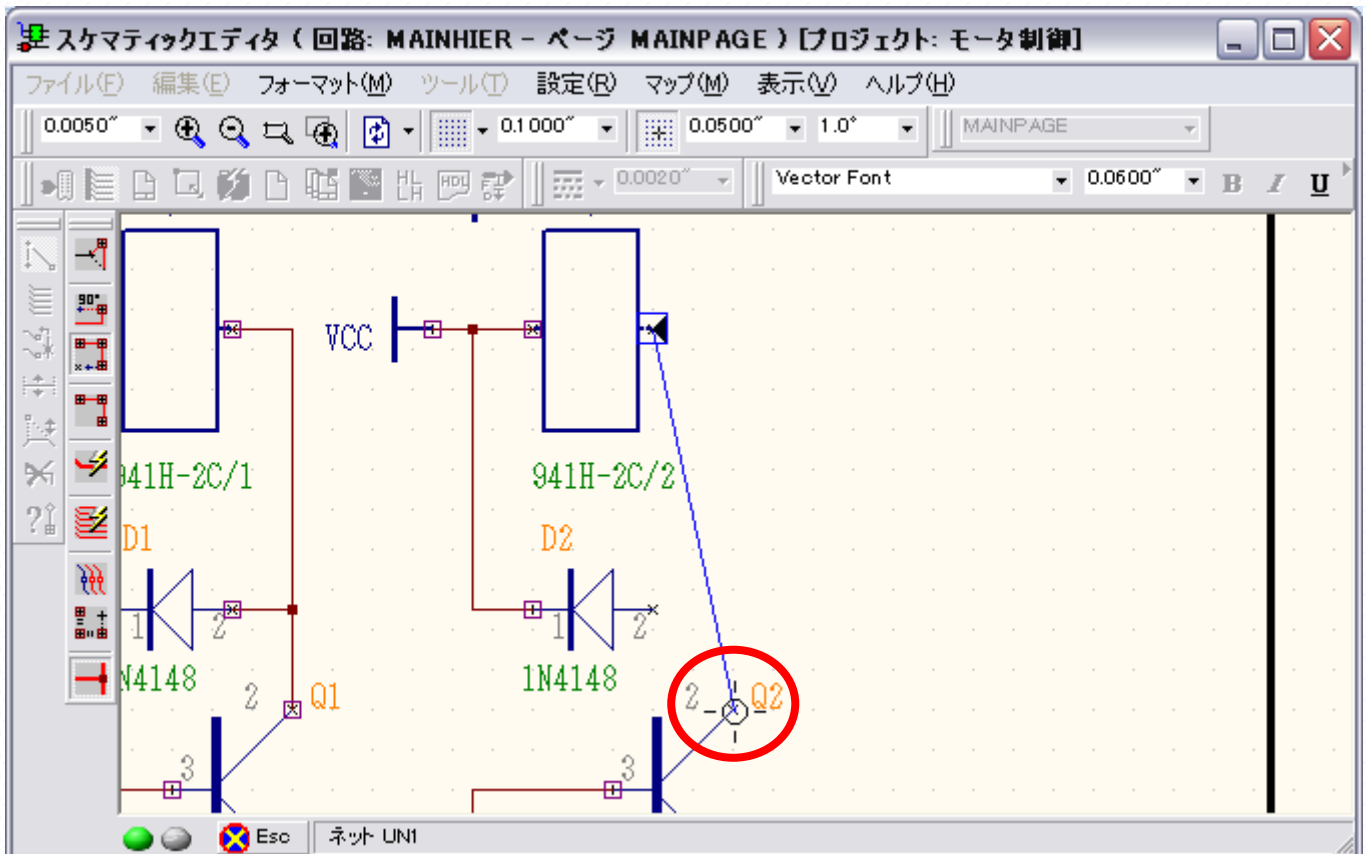 スケマティックエディタ ( 回路: MAINHIER - ページ MAINPAGE ) [プロジェクト: モータ制御]
ファイル(F) 編集(E) フォーマット(M) ツール(T) 設定(R) マップ(M) 表示(V) ヘルプ(H)
0.0050" 0.1000" 0.0500" 1.0° MAINPAGE
HL H HDL 0.0020" Vector Font 0.0600" B I U
90°
VCC
941H-2C/1 941H-2C/2
D1 D2
1 2 1 2
N4148 1N4148
2 Q1 2 Q2
3 3
Esc ネット UN1